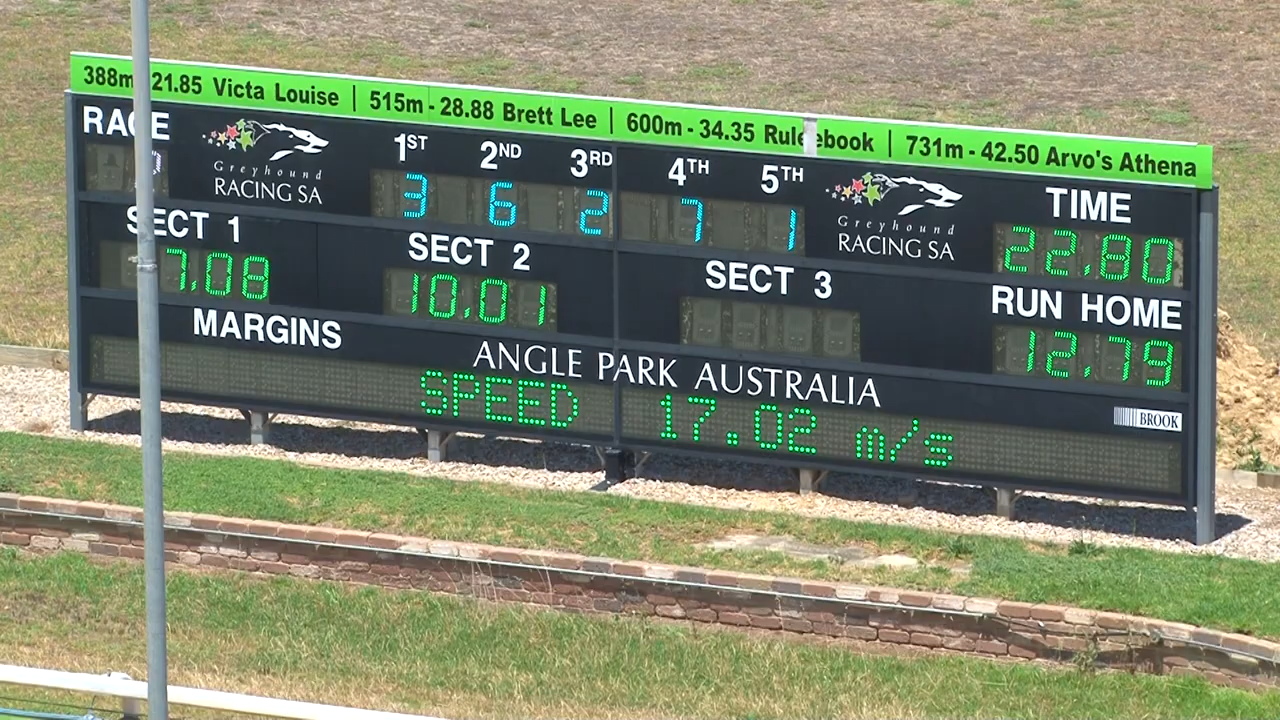 388m 21.85 Victa Louise | 515m - 28.88 Brett Lee | 600m - 34.35 Rulebook | 731m - 42.50 Arvo's Athena
RACE
Greyhound
RACING SA
1ST 2ND 3RD 4TH 5TH
3 6 2 7 1
Greyhound
RACING SA
TIME
22.80
SECT 1
7.08
SECT 2
10.01
SECT 3
RUN HOME
12.79
MARGINS
ANGLE PARK AUSTRALIA
SPEED 17.02 m/s
BROOK